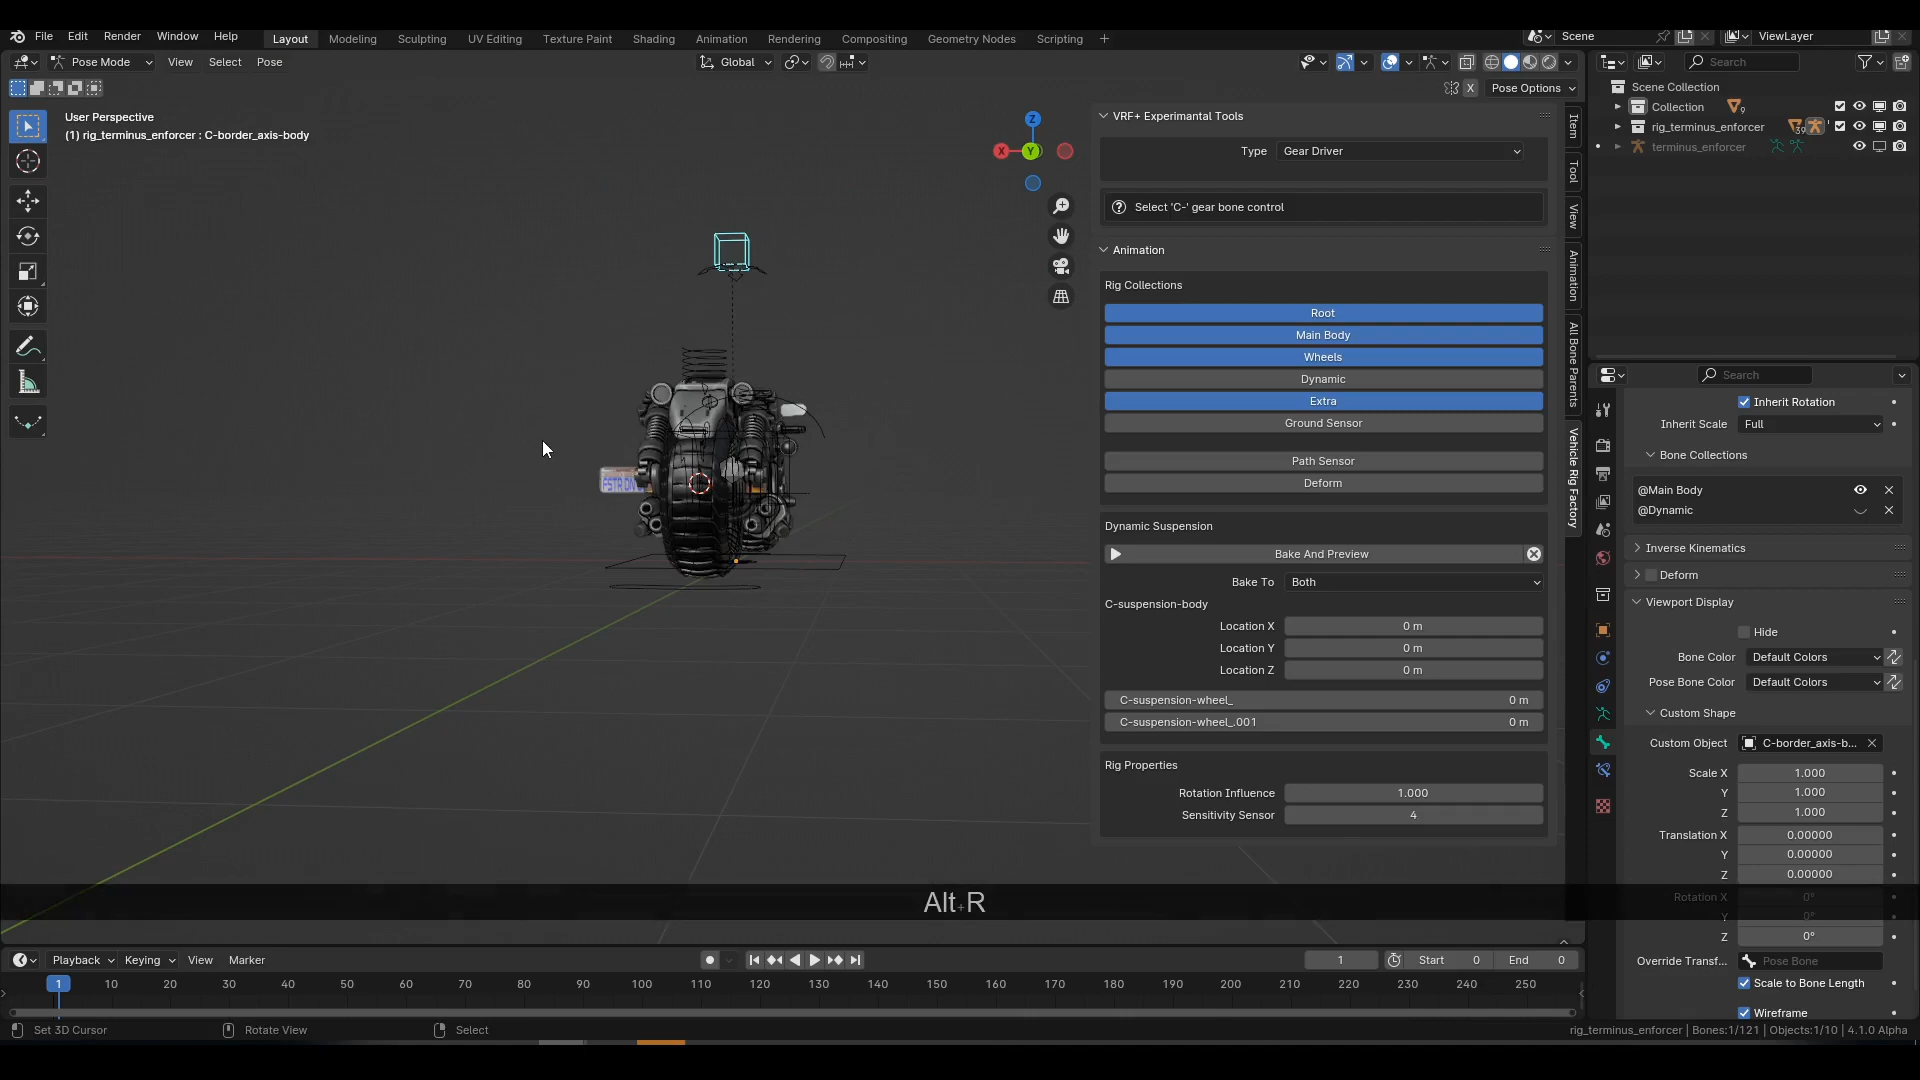 File Edit Render Window Help Layout Modeling Sculpting UV Editing Texture Paint Shading Animation Rendering Compositing Geometry Nodes Scripting + Scene ViewLayer
Pose Mode View Select Pose Global Search
X Pose Options
User Perspective
(1) rig_terminus_enforcer : C-border_axis-body
Z
X
Y
VRF+ Experimantal Tools
Type Gear Driver
Select 'C-' gear bone control
Animation
Rig Collections
Root
Main Body
Wheels
Dynamic
Extra
Ground Sensor
Path Sensor
Deform
Dynamic Suspension
Bake And Preview
Bake To Both
C-suspension-body
Location X 0 m
Location Y 0 m
Location Z 0 m
C-suspension-wheel_ 0 m
C-suspension-wheel_.001 0 m
Rig Properties
Rotation Influence 1.000
Sensitivity Sensor 4
Item
Tool
View
Animation
All Bone Parents
Vehicle Rig Factory
Scene Collection
Collection 9
rig_terminus_enforcer 39
terminus_enforcer
Search
Inherit Rotation
Inherit Scale Full
Bone Collections
@Main Body
@Dynamic
Inverse Kinematics
Deform
Viewport Display
Hide
Bone Color Default Colors
Pose Bone Color Default Colors
Custom Shape
Custom Object C-border_axis-b...
Scale X 1.000
Y 1.000
Z 1.000
Translation X 0.00000
Y 0.00000
Z 0.00000
Rotation X 0°
Y 0°
Z 0°
Override Transf... Pose Bone
Scale to Bone Length
Wireframe
Alt+R
Playback Keying View Marker 1 Start 0 End 0
1 10 20 30 40 50 60 70 80 90 100 110 120 130 140 150 160 170 180 190 200 210 220 230 240 250
Set 3D Cursor Rotate View Select rig_terminus_enforcer | Bones:1/121 | Objects:1/10 | 4.1.0 Alpha